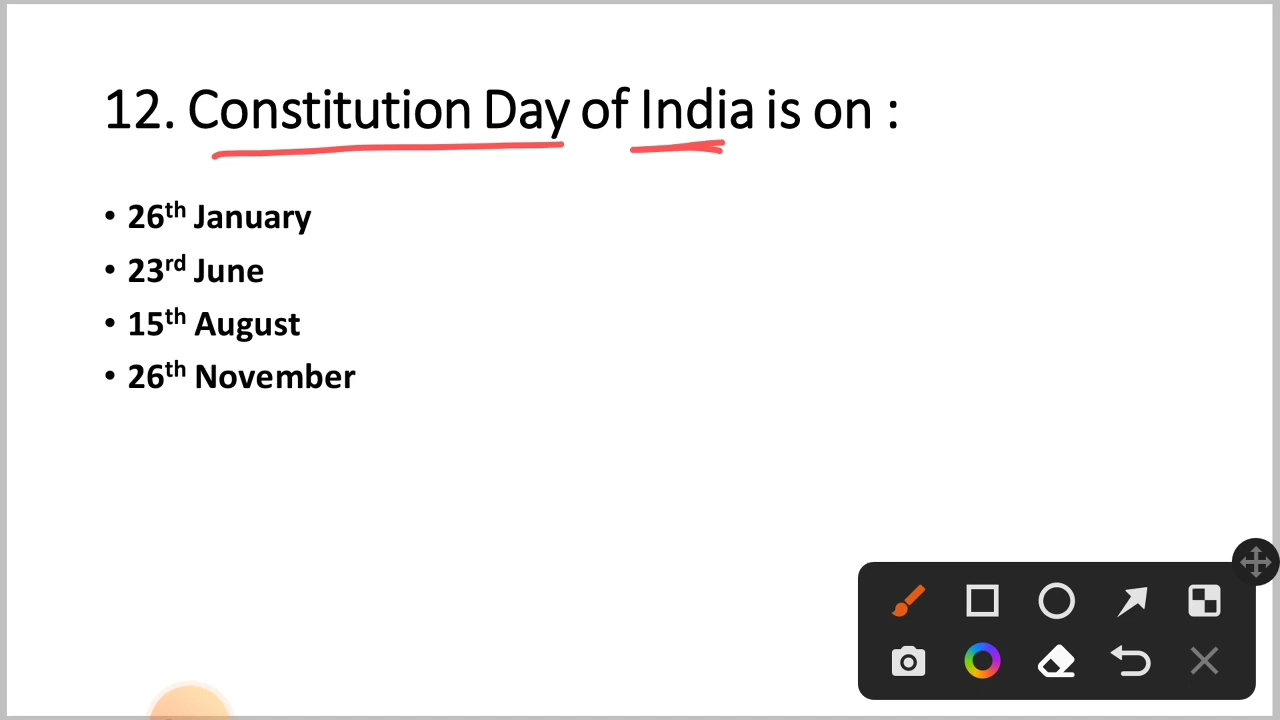 12. Constitution Day of India is on :
• 26th January
• 23rd June
• 15th August
• 26th November